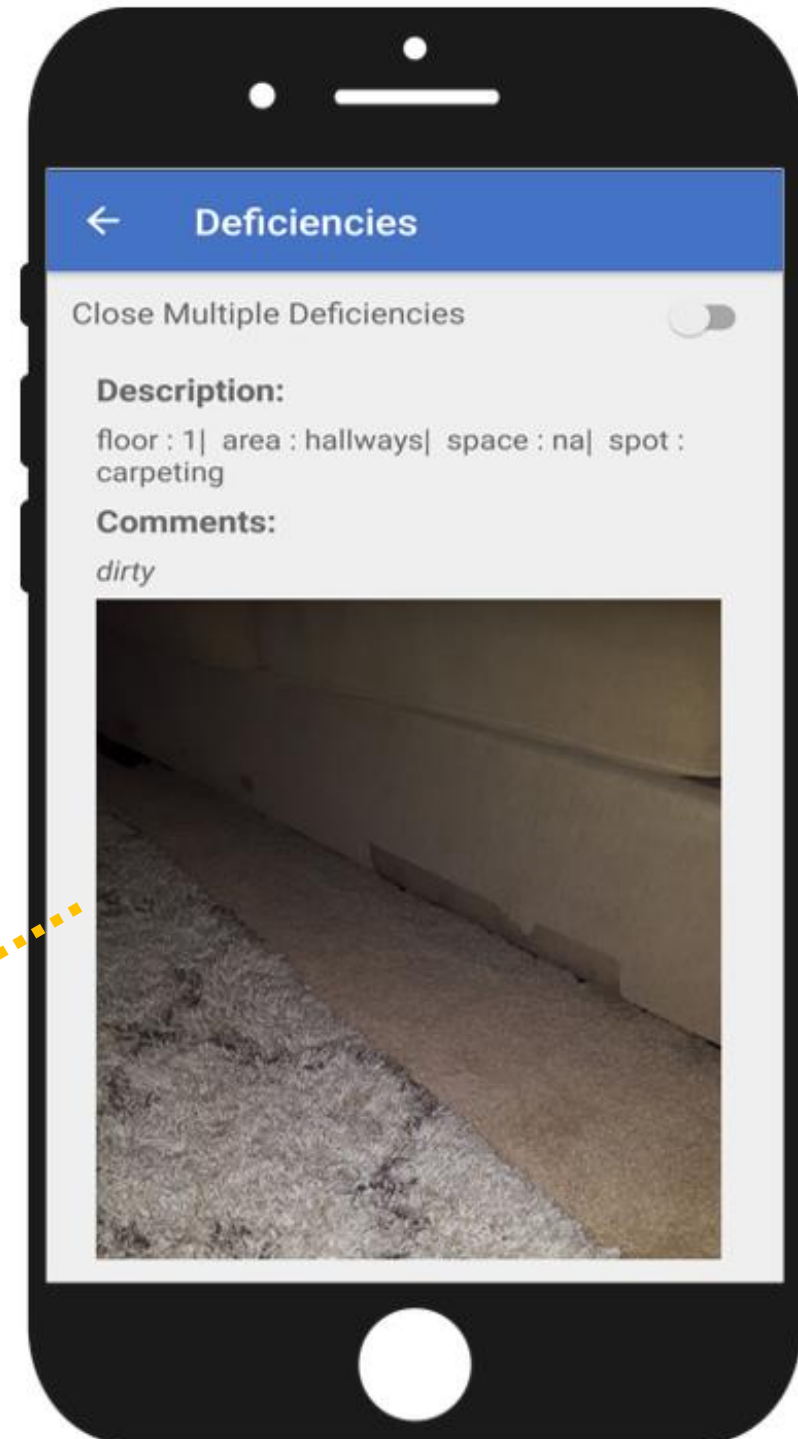 Deficiencies
Close Multiple Deficiencies
Description:
floor : 1| area : hallways| space : na| spot :
carpeting
Comments:
dirty